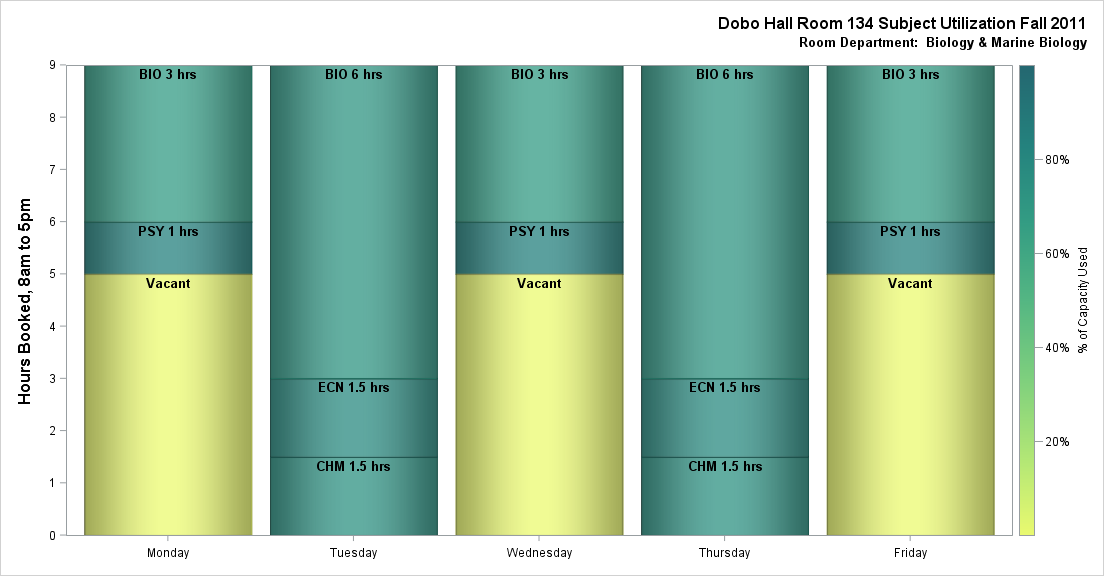 Dobo Hall Room 134 Subject Utilization Fall 2011
Room Department:  Biology & Marine Biology
Hours Booked, 8am to 5pm
9
8
7
6
5
4
3
2
1
0
BIO 3 hrs
PSY 1 hrs
Vacant
BIO 6 hrs
ECN 1.5 hrs
CHM 1.5 hrs
BIO 3 hrs
PSY 1 hrs
Vacant
BIO 6 hrs
ECN 1.5 hrs
CHM 1.5 hrs
BIO 3 hrs
PSY 1 hrs
Vacant
Monday
Tuesday
Wednesday
Thursday
Friday
80%
60%
40%
20%
% of Capacity Used